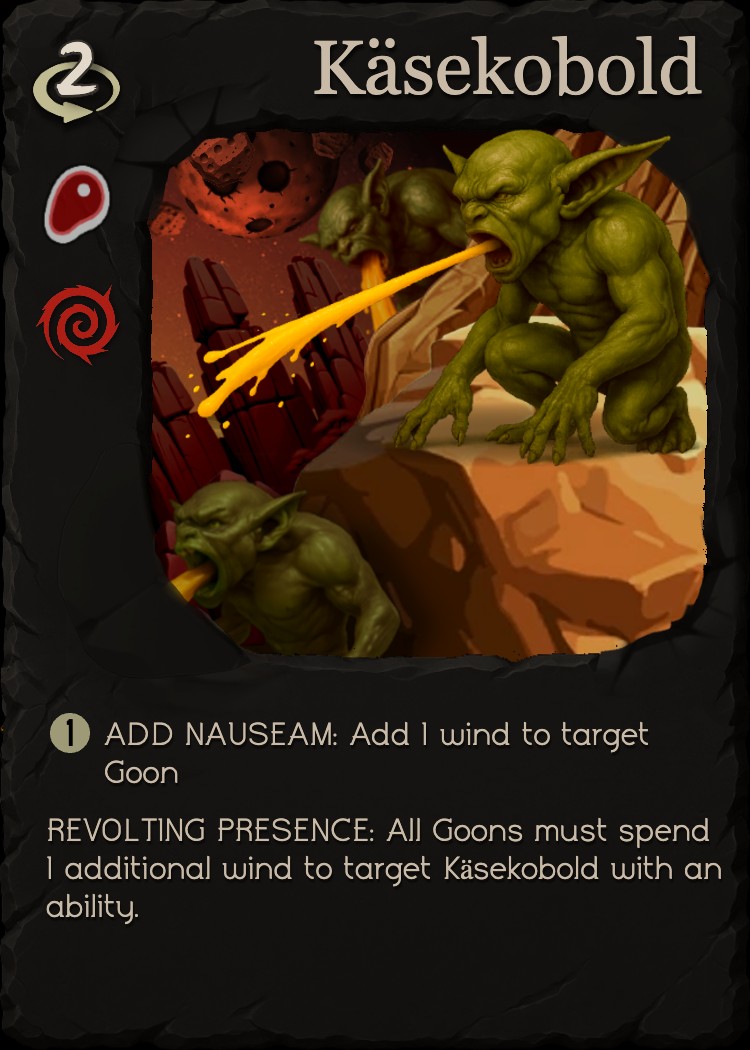 2
Käsekobold
1 ADD NAUSEAM: Add 1 wind to target
Goon
REVOLTING PRESENCE: All Goons must spend
1 additional wind to target Käsekobold with an
ability.